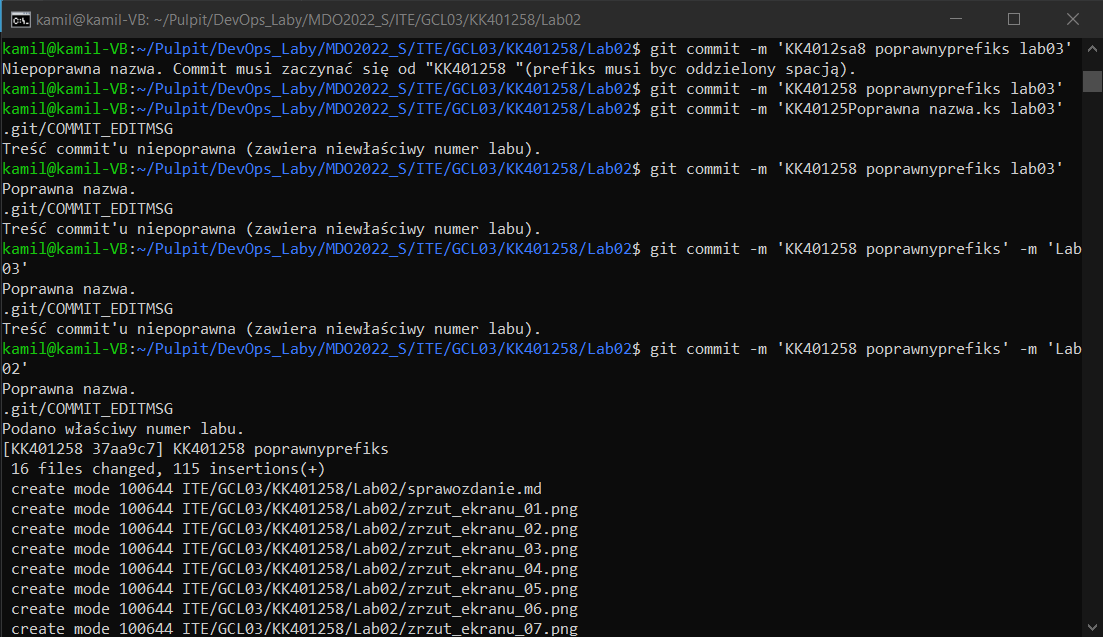 kamil@kamil-VB: ~/Pulpit/DevOps_Laby/MDO2022_S/ITE/GCL03/KK401258/Lab02
kamil@kamil-VB:~/Pulpit/DevOps_Laby/MDO2022_S/ITE/GCL03/KK401258/Lab02$ git commit -m 'KK4012sa8 poprawnyprefiks lab03'
Niepoprawna nazwa. Commit musi zaczynać się od "KK401258 "(prefiks musi byc oddzielony spacją).
kamil@kamil-VB:~/Pulpit/DevOps_Laby/MDO2022_S/ITE/GCL03/KK401258/Lab02$ git commit -m 'KK401258 poprawnyprefiks lab03'
kamil@kamil-VB:~/Pulpit/DevOps_Laby/MDO2022_S/ITE/GCL03/KK401258/Lab02$ git commit -m 'KK40125Poprawna nazwa.ks lab03'
.git/COMMIT_EDITMSG
Treść commit'u niepoprawna (zawiera niewłaściwy numer labu).
kamil@kamil-VB:~/Pulpit/DevOps_Laby/MDO2022_S/ITE/GCL03/KK401258/Lab02$ git commit -m 'KK401258 poprawnyprefiks lab03'
Poprawna nazwa.
.git/COMMIT_EDITMSG
Treść commit'u niepoprawna (zawiera niewłaściwy numer labu).
kamil@kamil-VB:~/Pulpit/DevOps_Laby/MDO2022_S/ITE/GCL03/KK401258/Lab02$ git commit -m 'KK401258 poprawnyprefiks' -m 'Lab
03'
Poprawna nazwa.
.git/COMMIT_EDITMSG
Treść commit'u niepoprawna (zawiera niewłaściwy numer labu).
kamil@kamil-VB:~/Pulpit/DevOps_Laby/MDO2022_S/ITE/GCL03/KK401258/Lab02$ git commit -m 'KK401258 poprawnyprefiks' -m 'Lab
02'
Poprawna nazwa.
.git/COMMIT_EDITMSG
Podano właściwy numer labu.
[KK401258 37aa9c7] KK401258 poprawnyprefiks
 16 files changed, 115 insertions(+)
 create mode 100644 ITE/GCL03/KK401258/Lab02/sprawozdanie.md
 create mode 100644 ITE/GCL03/KK401258/Lab02/zrzut_ekranu_01.png
 create mode 100644 ITE/GCL03/KK401258/Lab02/zrzut_ekranu_02.png
 create mode 100644 ITE/GCL03/KK401258/Lab02/zrzut_ekranu_03.png
 create mode 100644 ITE/GCL03/KK401258/Lab02/zrzut_ekranu_04.png
 create mode 100644 ITE/GCL03/KK401258/Lab02/zrzut_ekranu_05.png
 create mode 100644 ITE/GCL03/KK401258/Lab02/zrzut_ekranu_06.png
 create mode 100644 ITE/GCL03/KK401258/Lab02/zrzut_ekranu_07.png